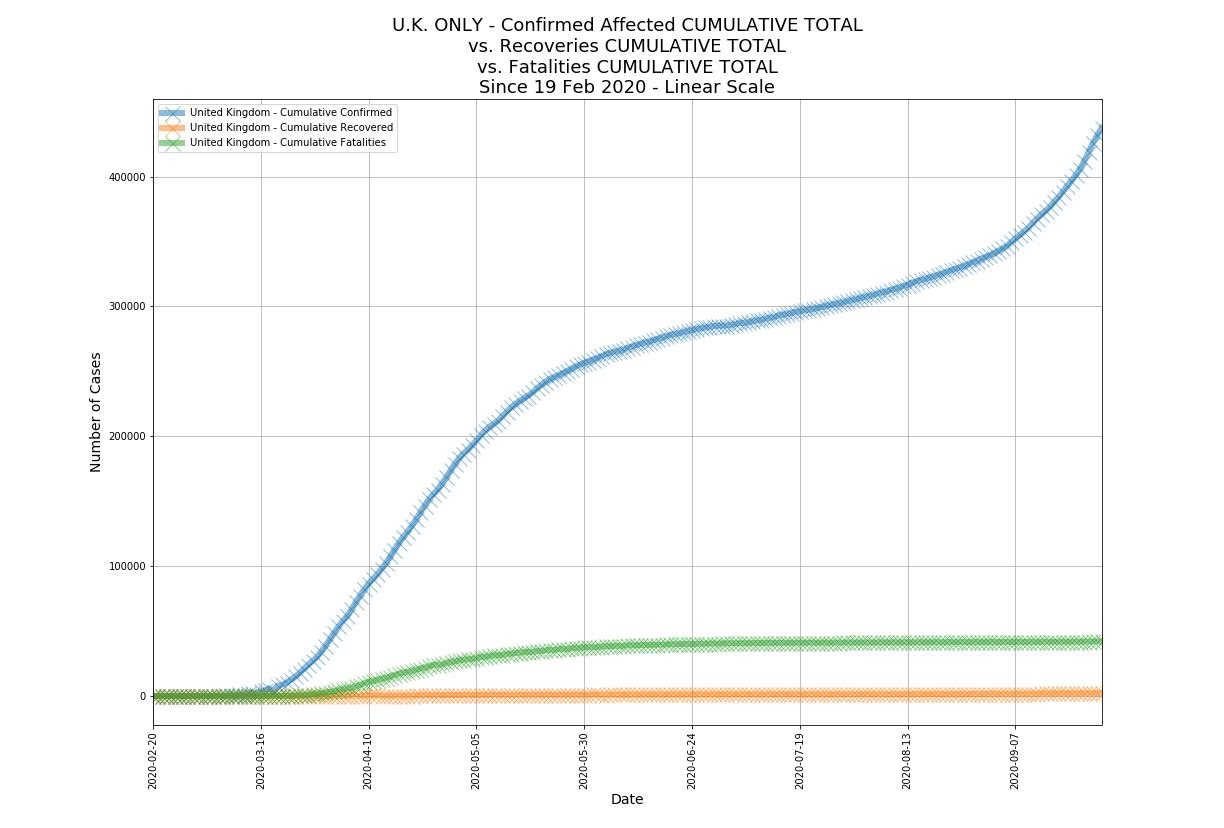 U.K. ONLY - Confirmed Affected CUMULATIVE TOTAL
vs. Recoveries CUMULATIVE TOTAL
vs. Fatalities CUMULATIVE TOTAL
Since 19 Feb 2020 - Linear Scale
United Kingdom - Cumulative Confirmed
United Kingdom - Cumulative Recovered
United Kingdom - Cumulative Fatalities
Number of Cases
400000
300000
200000
100000
0
2020-02-20
2020-03-16
2020-04-10
2020-05-05
2020-05-30
2020-06-24
2020-07-19
2020-08-13
2020-09-07
Date